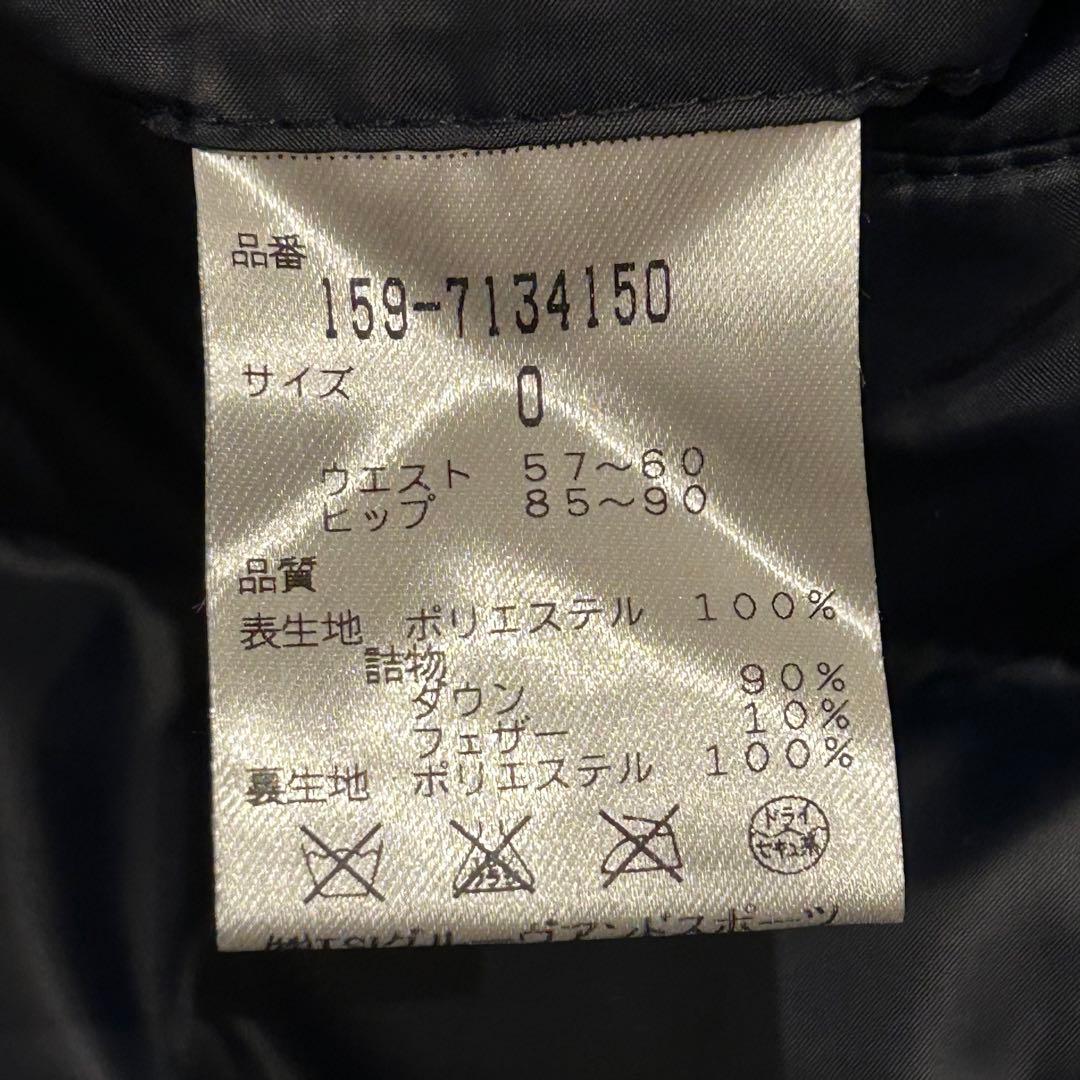 品番
159-7134150
サイズ 0
ウエスト 57～60
ヒップ 85～90
品質
表生地 ポリエステル 100%
詰物
ダウン 90%
フェザー 10%
裏生地 ポリエステル 100%
ドライ
セキユ系